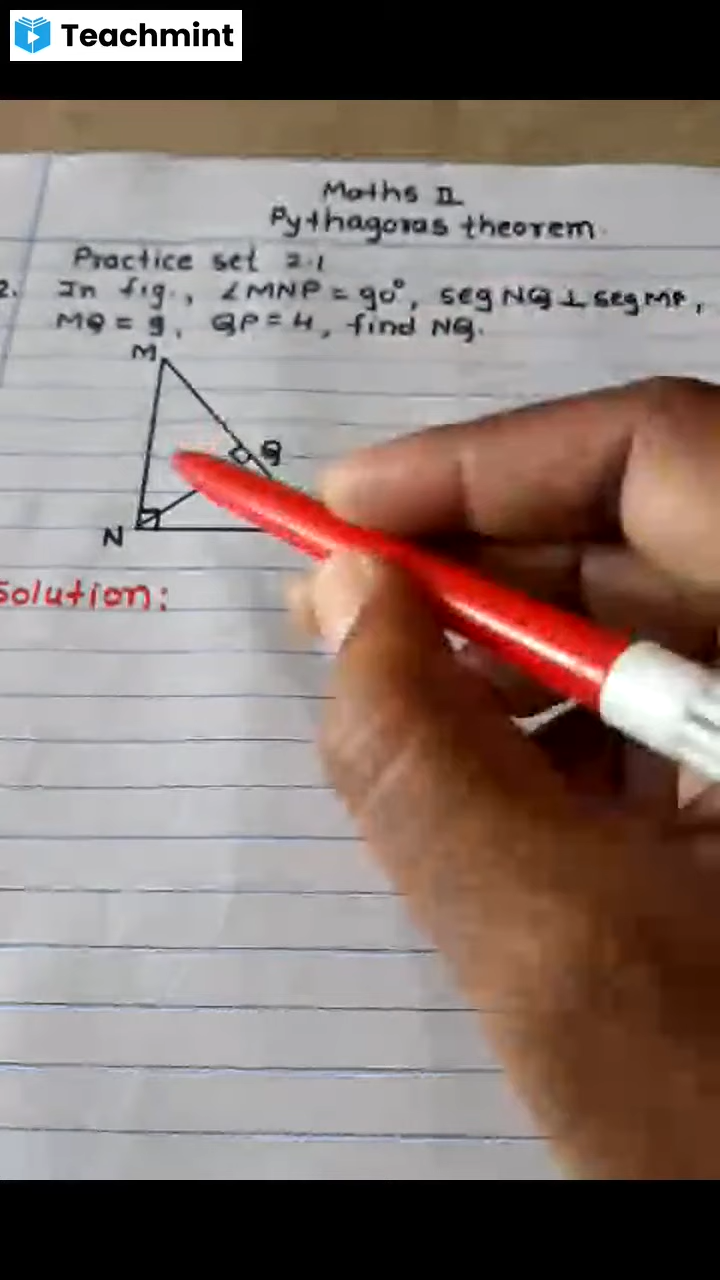 Teachmint
Maths II
Pythagoras theorem.
Practice set 2.1
2. In fig., ∠MNP = 90°, seg NQ ⊥ seg MP,
MQ = 9, QP = 4, find NQ.
M
Q
N
Solution: